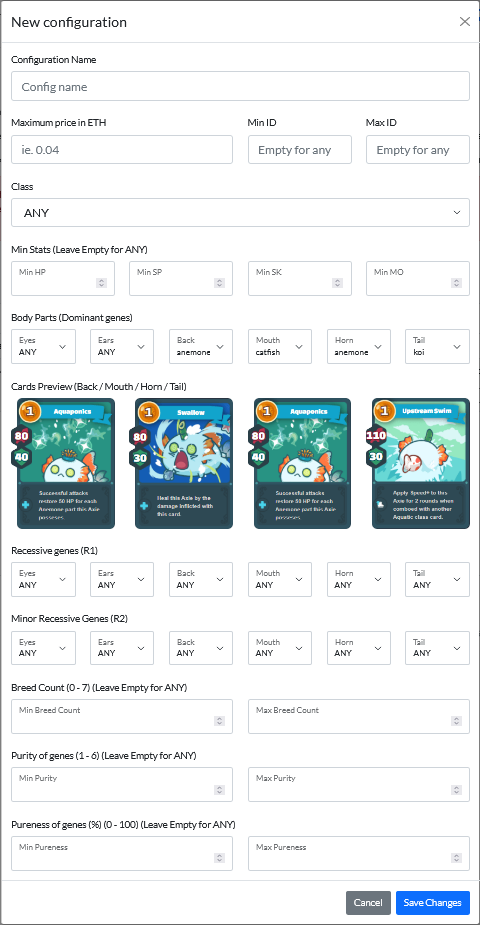 New configuration
Configuration Name
Config name
Maximum price in ETH Min ID Max ID
ie. 0.04 Empty for any Empty for any
Class
ANY
Min Stats (Leave Empty for ANY)
Min HP Min SP Min SK Min MO
Body Parts (Dominant genes)
Eyes Ears Back Mouth Horn Tail
ANY ANY anemone catfish anemone koi
Cards Preview (Back / Mouth / Horn / Tail)
1 Aquaponics 1 Swallow 1 Aquaponics 1 Upstream Swim
80 80 80 110
40 30 40 30
Successful attacks restore 50 HP for each Anemone part this Axie posseses.
Heal this Axie by the damage inflicted with this card.
Successful attacks restore 50 HP for each Anemone part this Axie posseses.
Apply Speed+ to this Axie for 2 rounds when comboed with another Aquatic class card.
Recessive genes (R1)
Eyes Ears Back Mouth Horn Tail
ANY ANY ANY ANY ANY ANY
Minor Recessive Genes (R2)
Eyes Ears Back Mouth Horn Tail
ANY ANY ANY ANY ANY ANY
Breed Count (0 - 7) (Leave Empty for ANY)
Min Breed Count Max Breed Count
Purity of genes (1 - 6) (Leave Empty for ANY)
Min Purity Max Purity
Pureness of genes (%) (0 - 100) (Leave Empty for ANY)
Min Pureness Max Pureness
Cancel Save Changes